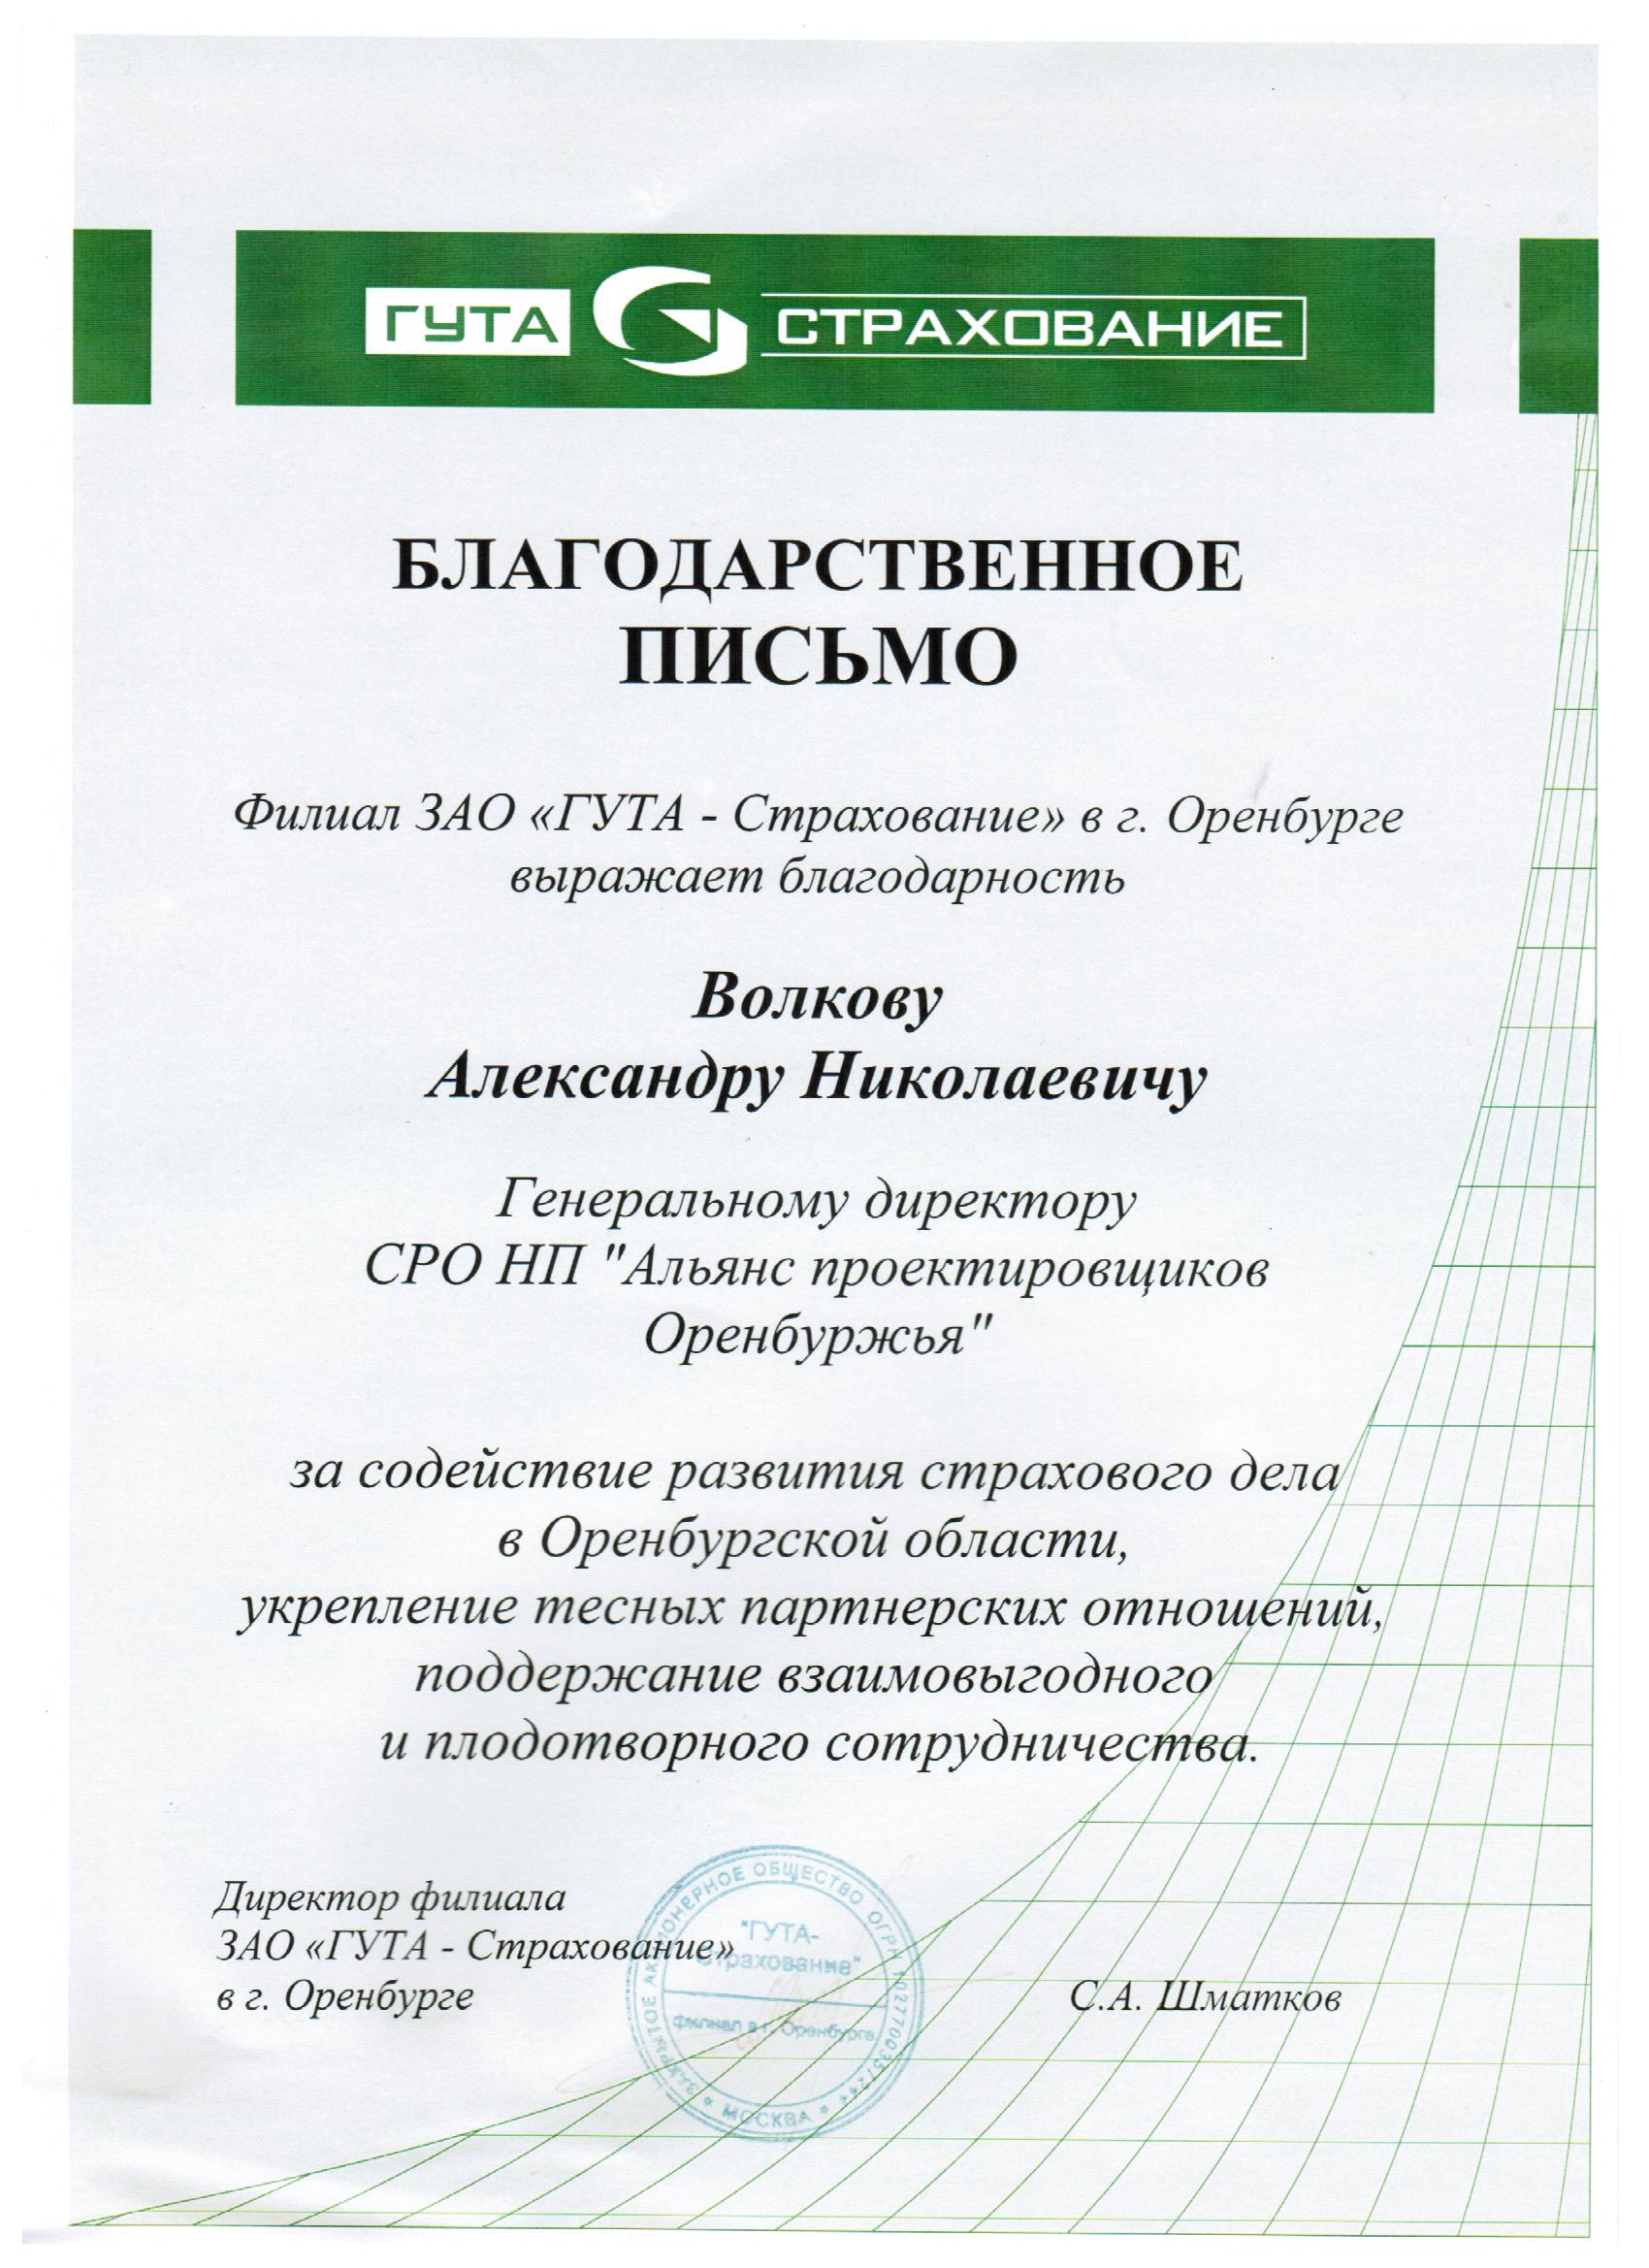 ГУТА СТРАХОВАНИЕ
БЛАГОДАРСТВЕННОЕ
ПИСЬМО
Филиал ЗАО «ГУТА - Страхование» в г. Оренбурге
выражает благодарность
Волкову
Александру Николаевичу
Генеральному директору
СРО НП "Альянс проектировщиков
Оренбуржья"
за содействие развития страхового дела
в Оренбургской области,
укрепление тесных партнерских отношений,
поддержание взаимовыгодного
и плодотворного сотрудничества.
Директор филиала
ЗАО «ГУТА - Страхование»
в г. Оренбурге
С.А. Шматков
ЗАКРЫТОЕ АКЦИОНЕРНОЕ ОБЩЕСТВО ОГРН
"ГУТА-
Страхование"
филиал в г. Оренбурге
* МОСКВА *